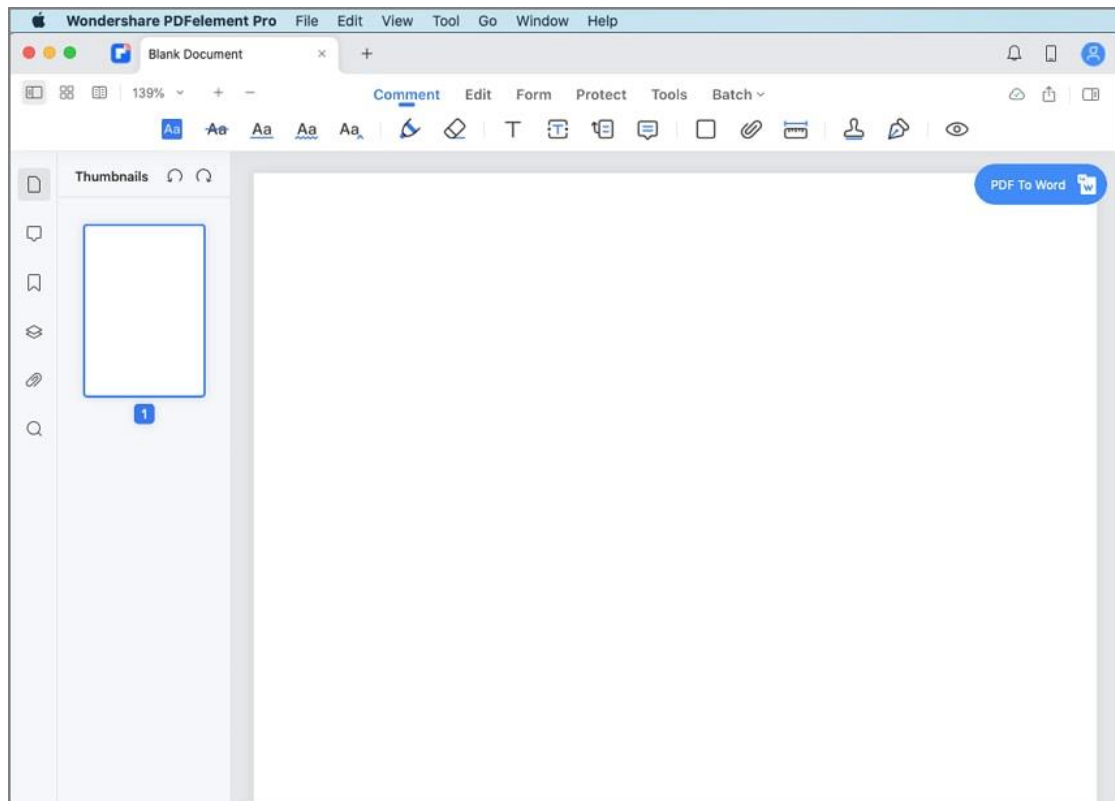 Wondershare PDFelement Pro File Edit View Tool Go Window Help
Blank Document
139%
Comment Edit Form Protect Tools Batch
Aa Aa Aa Aa Aa T T
Thumbnails
PDF To Word W
1